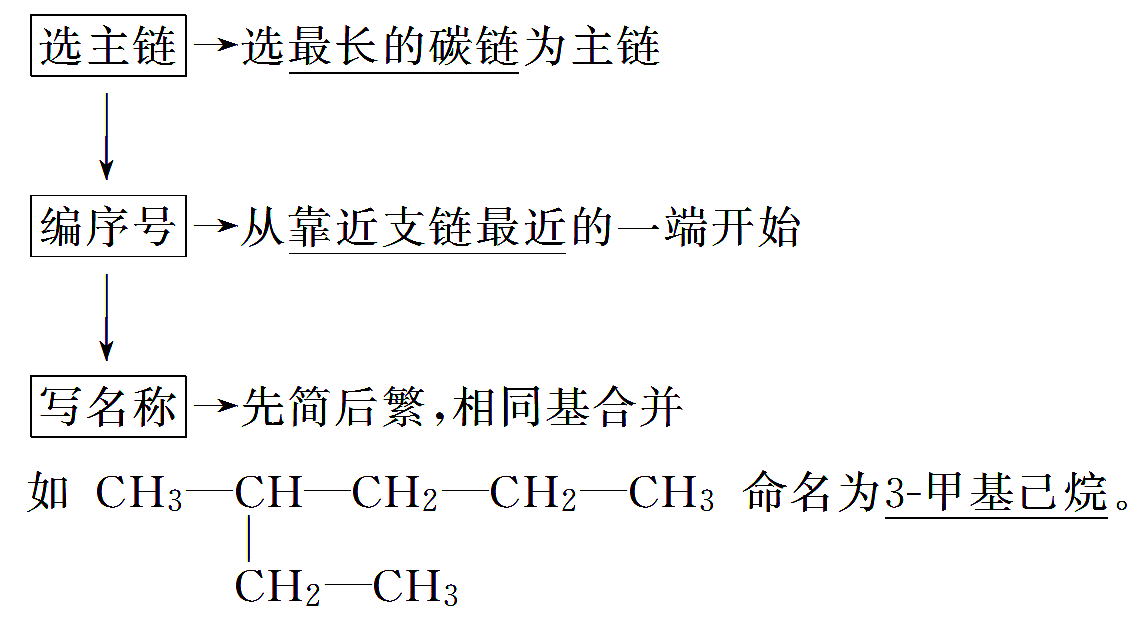 选主链→选最长的碳链为主链
编序号→从靠近支链最近的一端开始
写名称→先简后繁,相同基合并
如 CH3—CH—CH2—CH2—CH3 命名为3-甲基己烷。
CH2—CH3